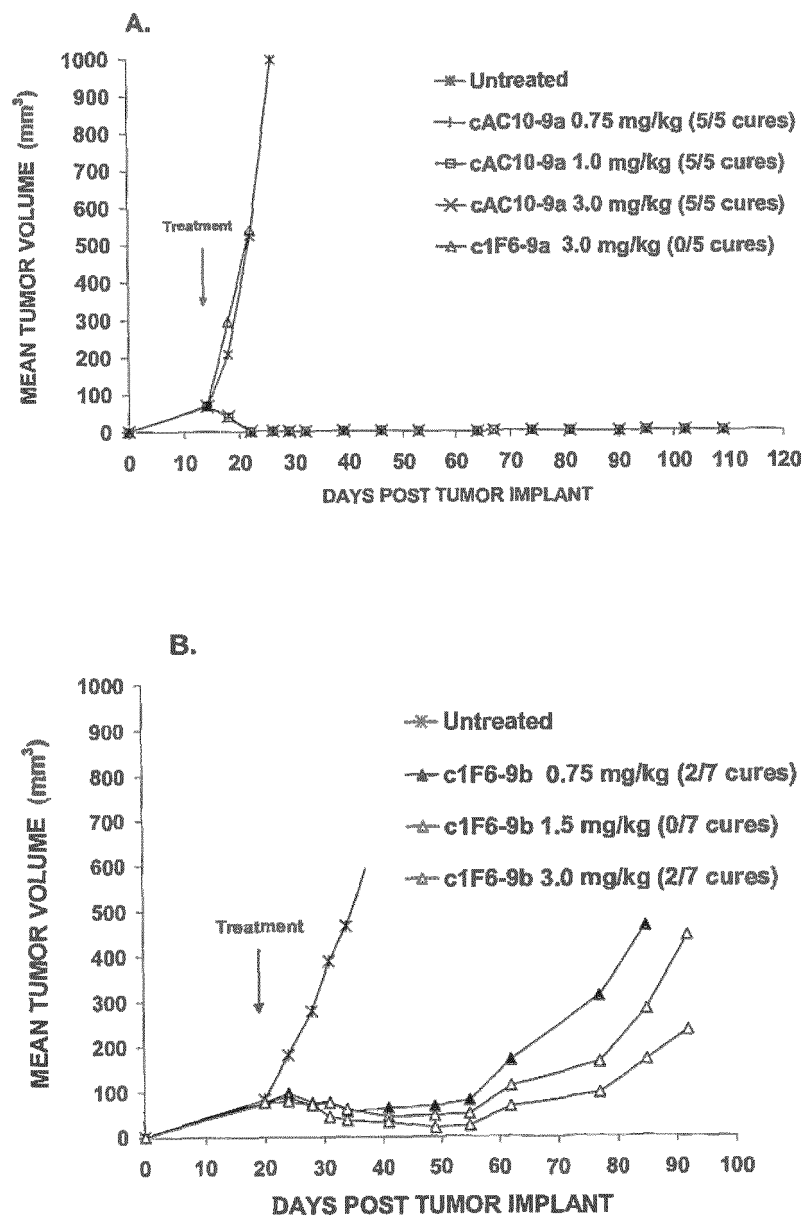 A.
1000
900
800
700
600
500
400
300
200
100
0
MEAN TUMOR VOLUME (mm³)
Treatment
Untreated
cAC10-9a 0.75 mg/kg (5/5 cures)
cAC10-9a 1.0 mg/kg (5/5 cures)
cAC10-9a 3.0 mg/kg (5/5 cures)
c1F6-9a 3.0 mg/kg (0/5 cures)
0 10 20 30 40 50 60 70 80 90 100 110 120
DAYS POST TUMOR IMPLANT
B.
1000
900
800
700
600
500
400
300
200
100
0
MEAN TUMOR VOLUME (mm³)
Treatment
Untreated
c1F6-9b 0.75 mg/kg (2/7 cures)
c1F6-9b 1.5 mg/kg (0/7 cures)
c1F6-9b 3.0 mg/kg (2/7 cures)
0 10 20 30 40 50 60 70 80 90 100
DAYS POST TUMOR IMPLANT